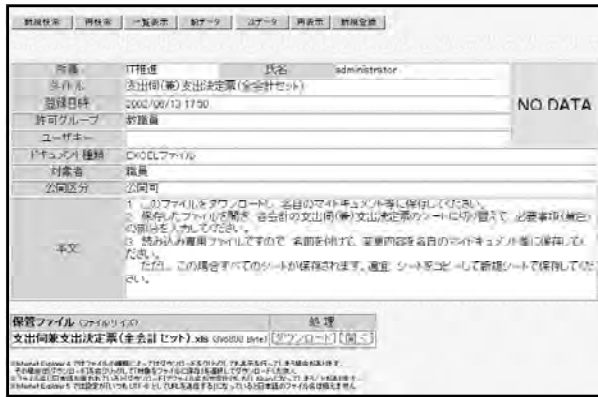 新規検索 再検索 一覧表示 前データ 次データ 再表示 新規登録
所属 IT推進 氏名 administrator
タイトル 支出伺(兼)支出決定票(全会計セット)
登録日時 2002/06/13 17:50
NO DATA
許可グループ 教職員
ユーザキー
ドキュメント種類 EXCELファイル
対象者 職員
公開区分 公開可
本文
1. このファイルをダウンロードし、各自のマイドキュメント等に保存してください。
2. 保存したファイルを開き、各会計の支出伺(兼)支出決定票のシートに切り替えて、必要事項
の部分を入力してください。
3. 読み込み専用ファイルですので、名前を付けて、変更内容を各自のマイドキュメント等に保存してく
ださい。
ただし、この場合すべてのシートが保存されます。適宜、シートをコピーして新規シートで保存してくだ
さい。
保管ファイル (ファイルサイズ) 処理
支出伺兼支出決定票(全会計セット).xls [ダウンロード] [開く]